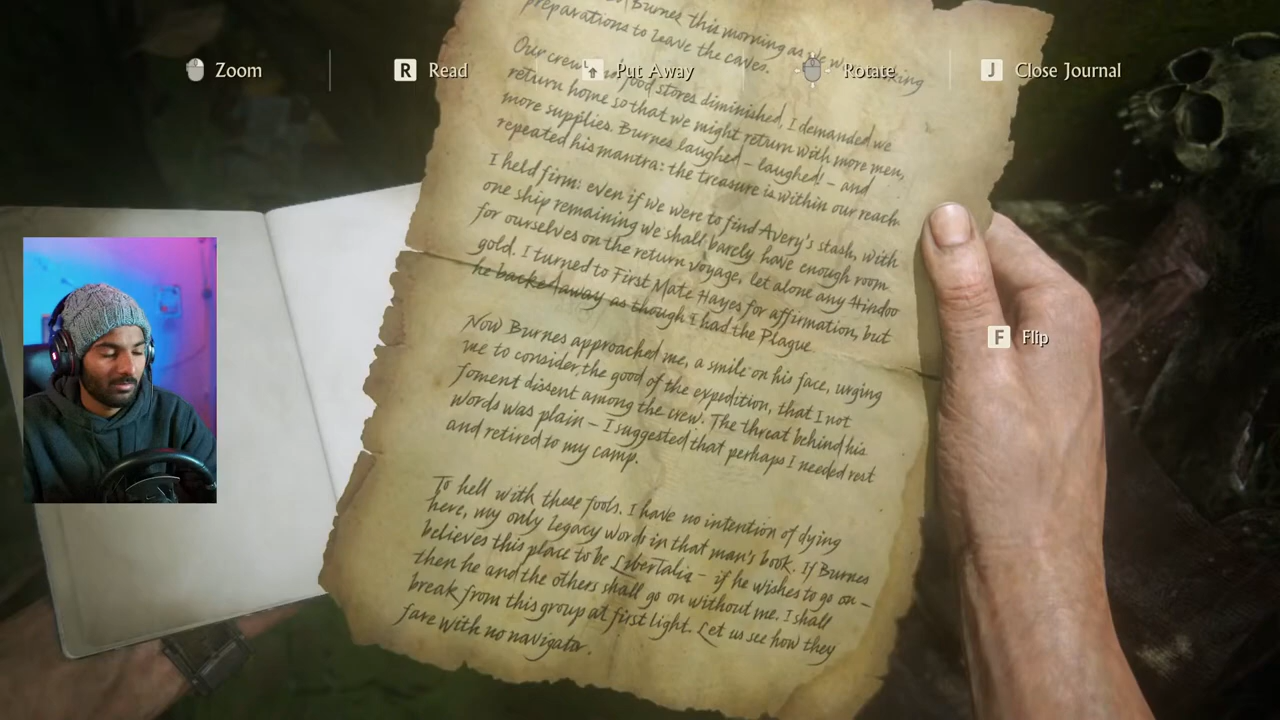 Zoom
R Read
Put Away
Rotate
J Close Journal
Burnes this morning as we
preparations to leave the caves.
Our crew food stores diminished, I demanded we
return home so that we might return with more men,
more supplies. Burnes laughed – laughed! – and
repeated his mantra: the treasure is within our reach.
I held firm: even if we were to find Avery's stash, with
one ship remaining we shall barely have enough room
for ourselves on the return voyage, let alone any Hindoo
gold. I turned to First Mate Hayes for affirmation, but
he backed away as though I had the Plague
Now Burnes approached me, a smile on his face, urging
me to consider the good of the expedition, that I not
foment dissent among the crew. The threat behind his
words was plain – I suggested that perhaps I needed rest
and retired to my camp.
To hell with these fools. I have no intention of dying
here, my only legacy words in that man's book. If Burnes
believes this place to be Libertalia – if he wishes to go on –
then he and the others shall go on without me. I shall
break from this group at first light. Let us see how they
fare with no navigator.
F Flip